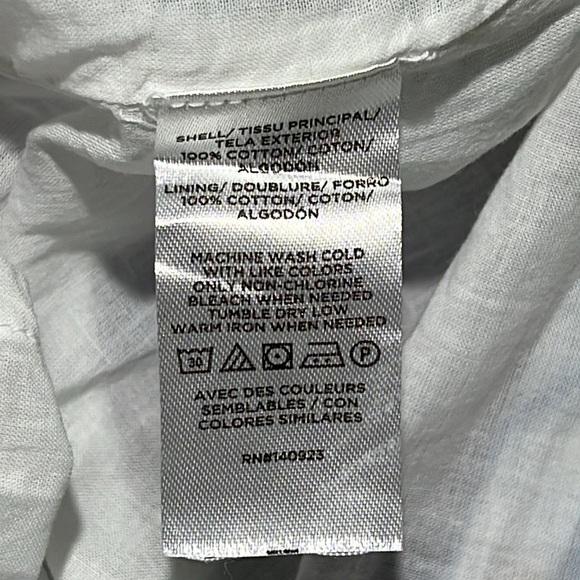 SHELL/ TISSU PRINCIPAL/
TELA EXTERIOR
100% COTTON/ COTON/
ALGODÓN
LINING/ DOUBLURE/ FORRO
100% COTTON/ COTON/
ALGODÓN
MACHINE WASH COLD
WITH LIKE COLORS
ONLY NON-CHLORINE
BLEACH WHEN NEEDED
TUMBLE DRY LOW
WARM IRON WHEN NEEDED
30 P
AVEC DES COULEURS
SEMBLABLES / CON
COLORES SIMILARES
RN#140923